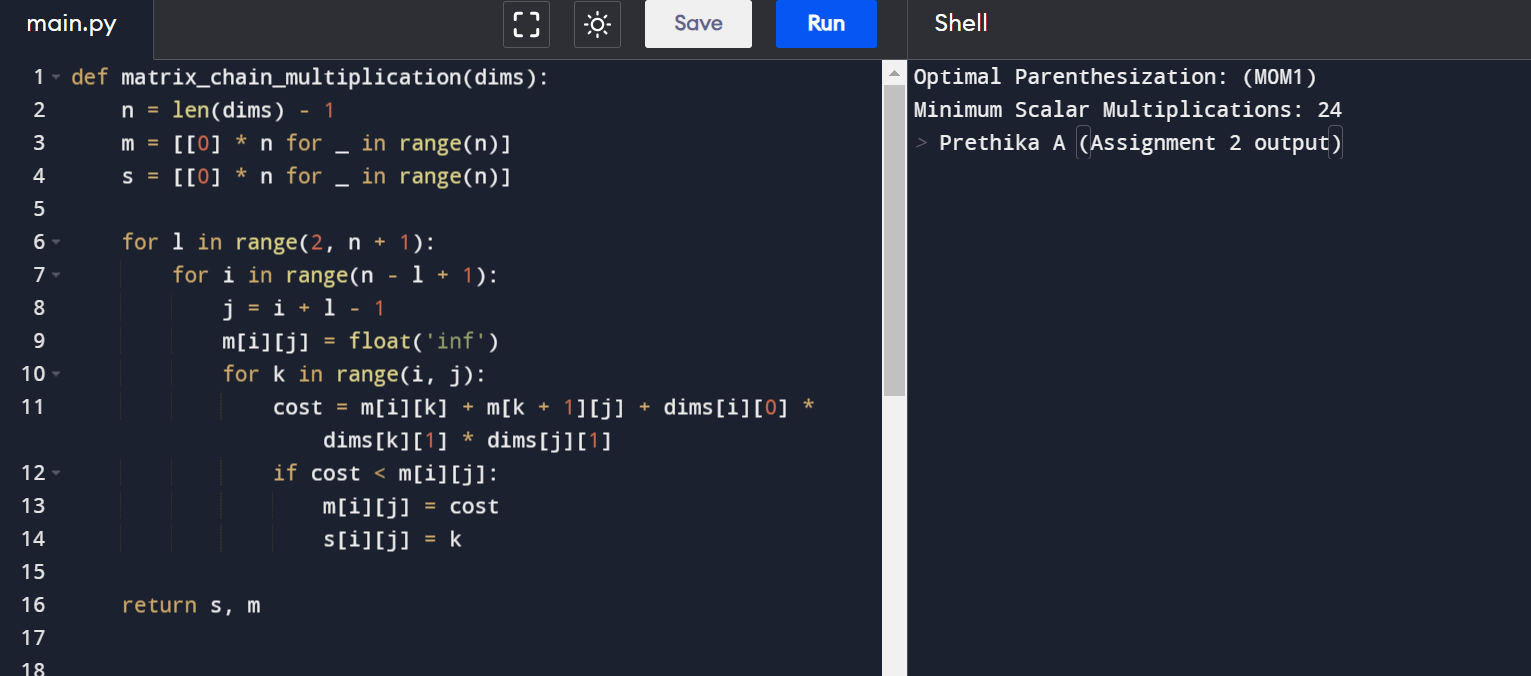 main.py
Save
Run
Shell
1 def matrix_chain_multiplication(dims):
2 n = len(dims) - 1
3 m = [[0] * n for _ in range(n)]
4 s = [[0] * n for _ in range(n)]
5
6 for l in range(2, n + 1):
7 for i in range(n - l + 1):
8 j = i + l - 1
9 m[i][j] = float('inf')
10 for k in range(i, j):
11 cost = m[i][k] + m[k + 1][j] + dims[i][0] *
dims[k][1] * dims[j][1]
12 if cost < m[i][j]:
13 m[i][j] = cost
14 s[i][j] = k
15
16 return s, m
17
18
Optimal Parenthesization: (M0M1)
Minimum Scalar Multiplications: 24
> Prethika A (Assignment 2 output)